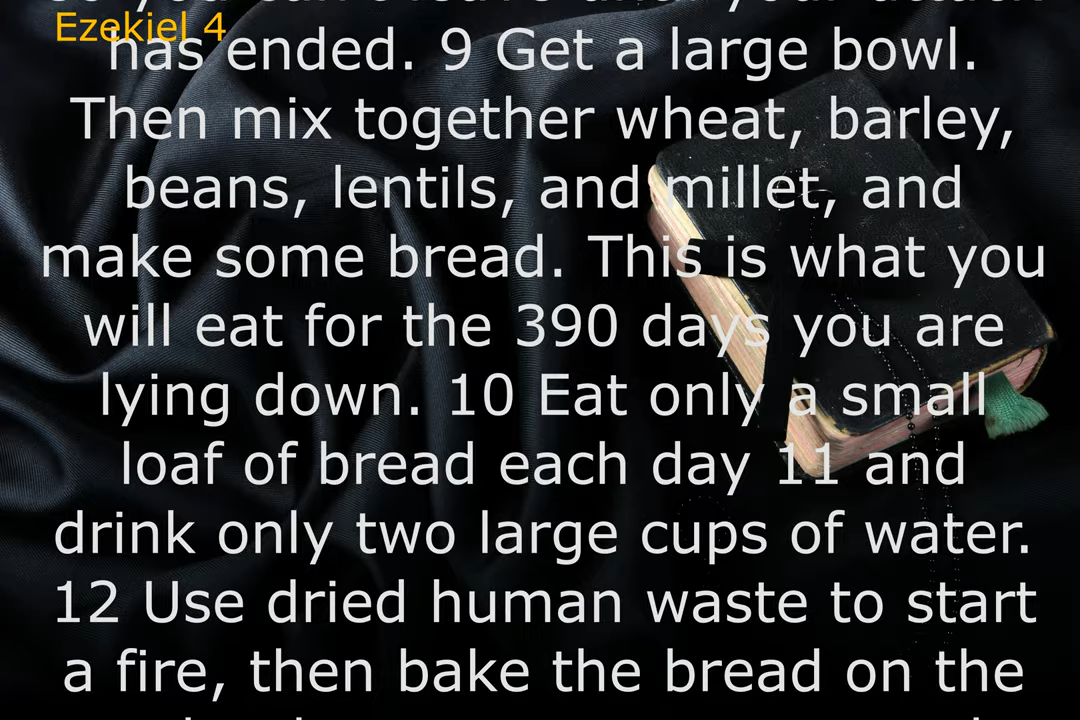 Ezekiel 4
has ended. 9 Get a large bowl.
Then mix together wheat, barley,
beans, lentils, and millet, and
make some bread. This is what you
will eat for the 390 days you are
lying down. 10 Eat only a small
loaf of bread each day 11 and
drink only two large cups of water.
12 Use dried human waste to start
a fire, then bake the bread on the